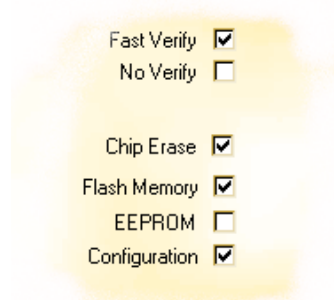 Fast Verify
No Verify
Chip Erase
Flash Memory
EEPROM
Configuration